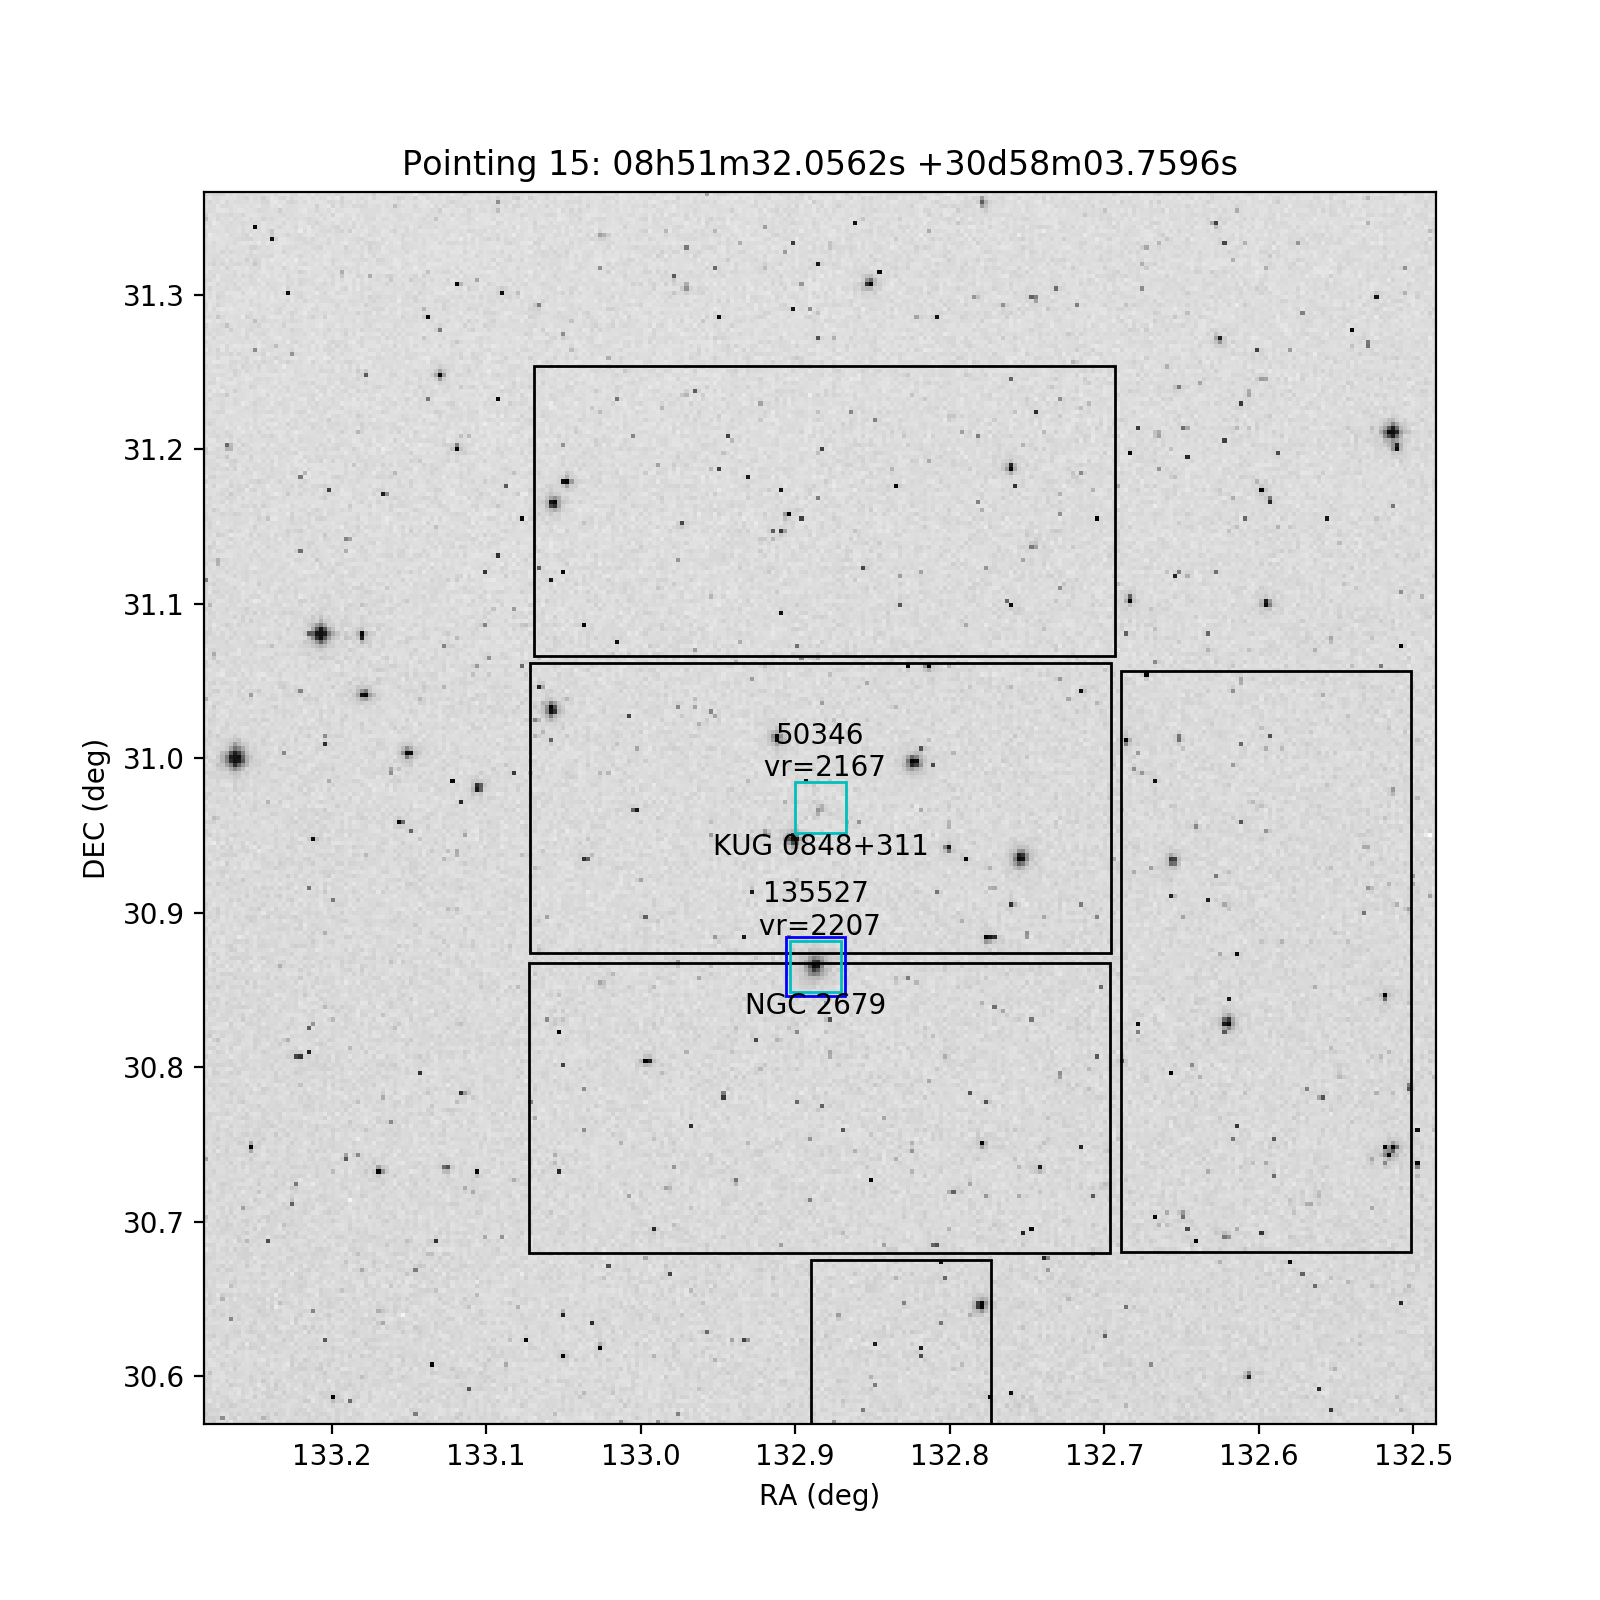 Pointing 15: 08h51m32.0562s +30d58m03.7596s
31.3
31.2
31.1
31.0
30.9
30.8
30.7
30.6
DEC (deg)
50346
vr=2167
KUG 0848+311
135527
vr=2207
NGC 2679
133.2 133.1 133.0 132.9 132.8 132.7 132.6 132.5
RA (deg)